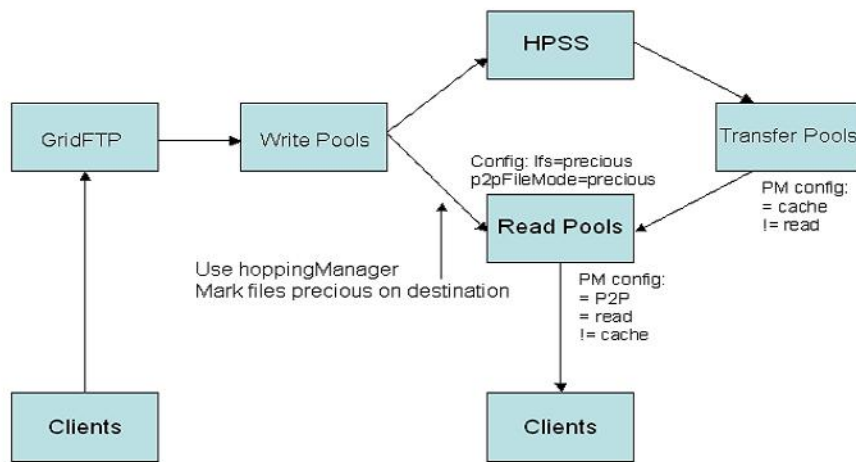 HPSS
GridFTP
Write Pools
Transfer Pools
Config: lfs=precious
p2pFileMode=precious
PM config:
= cache
!= read
Read Pools
Use hoppingManager
Mark files precious on destination
PM config:
= P2P
= read
!= cache
Clients
Clients